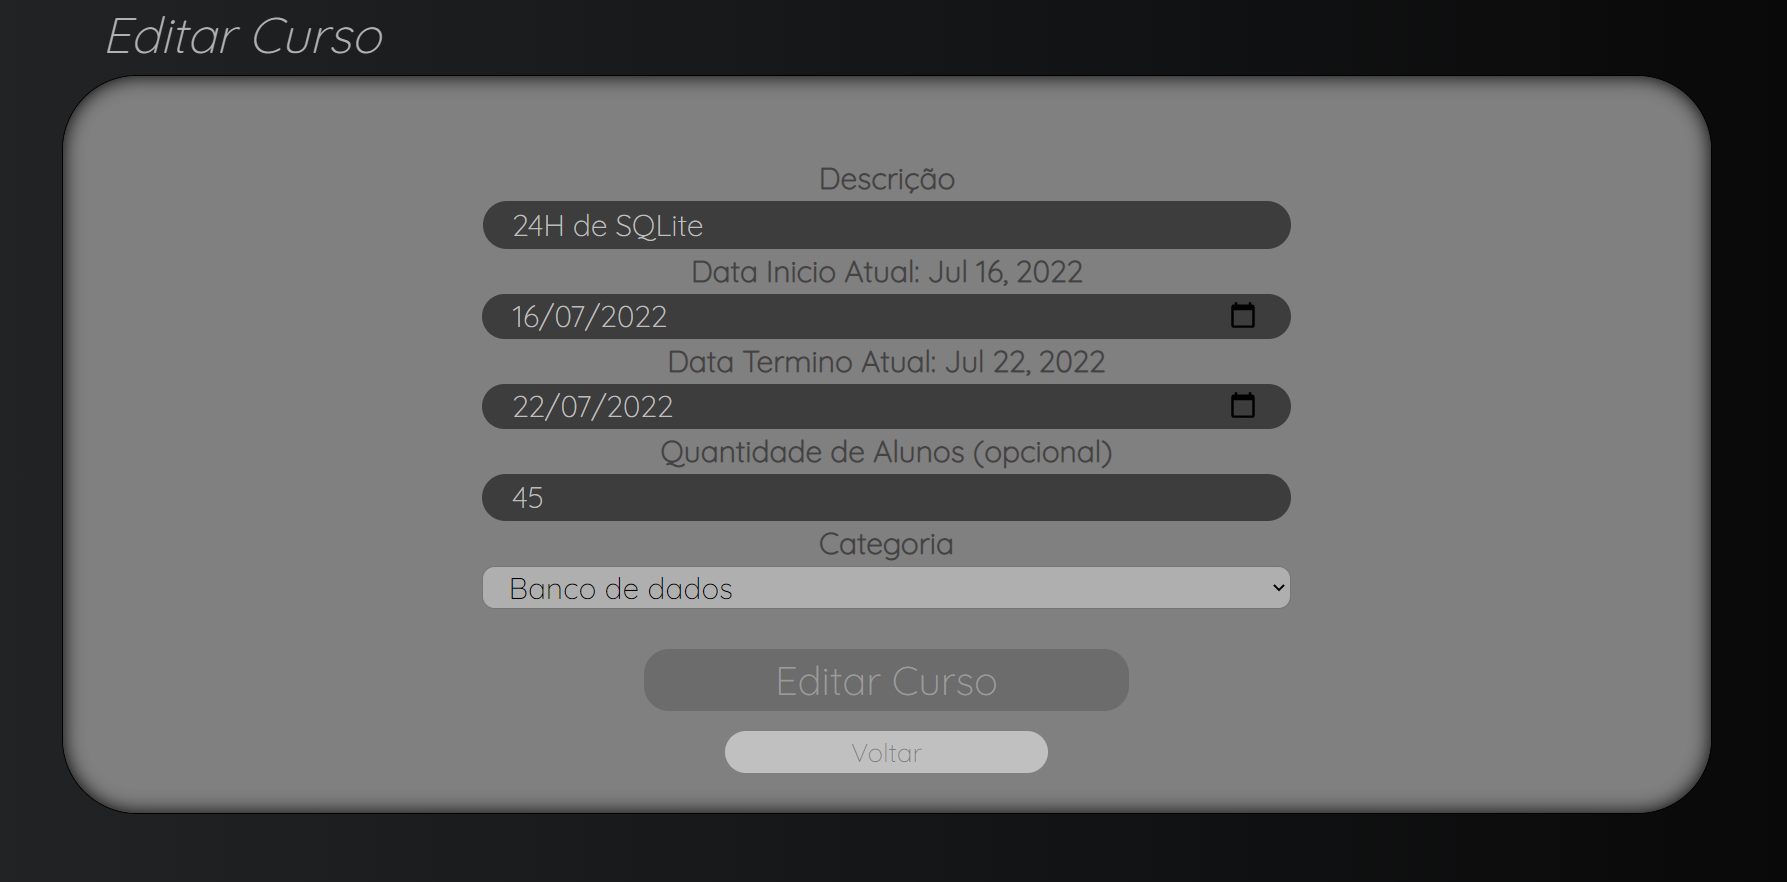 Editar Curso
Descrição
24H de SQLite
Data Inicio Atual: Jul 16, 2022
16/07/2022
Data Termino Atual: Jul 22, 2022
22/07/2022
Quantidade de Alunos (opcional)
45
Categoria
Banco de dados
Editar Curso
Voltar